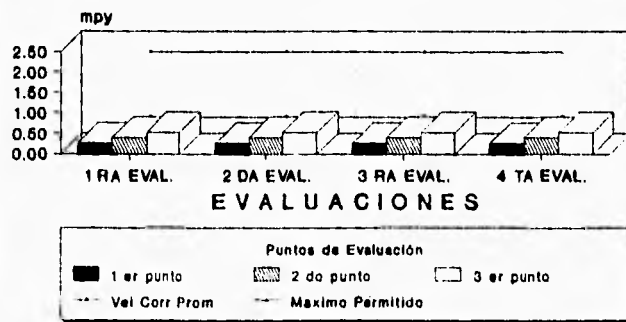 mpy
2.50
2.00
1.50
1.00
0.50
0.00
1 RA EVAL. 2 DA EVAL. 3 RA EVAL. 4 TA EVAL.
EVALUACIONES
Puntos de Evaluación
1 er punto 2 do punto 3 er punto
Vel Corr Prom Maximo Permitido